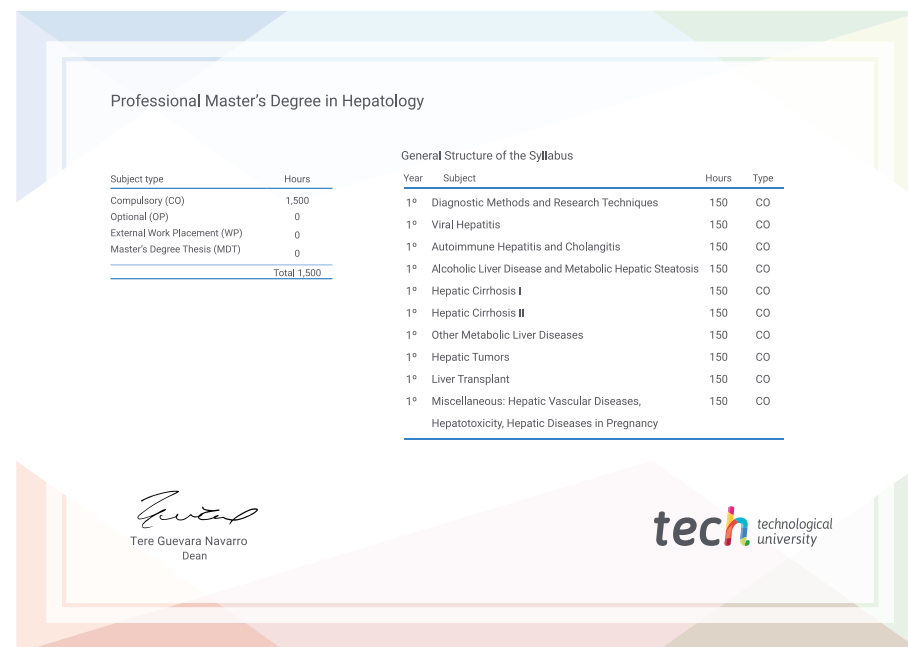 Professional Master's Degree in Hepatology
Subject type Hours
Compulsory (CO) 1,500
Optional (OP) 0
External Work Placement (WP) 0
Master's Degree Thesis (MDT) 0
Total 1,500
General Structure of the Syllabus
Year Subject Hours Type
1º Diagnostic Methods and Research Techniques 150 CO
1º Viral Hepatitis 150 CO
1º Autoimmune Hepatitis and Cholangitis 150 CO
1º Alcoholic Liver Disease and Metabolic Hepatic Steatosis 150 CO
1º Hepatic Cirrhosis I 150 CO
1º Hepatic Cirrhosis II 150 CO
1º Other Metabolic Liver Diseases 150 CO
1º Hepatic Tumors 150 CO
1º Liver Transplant 150 CO
1º Miscellaneous: Hepatic Vascular Diseases, 150 CO
Hepatotoxicity, Hepatic Diseases in Pregnancy
Tere Guevara Navarro
Dean
tech technological
university